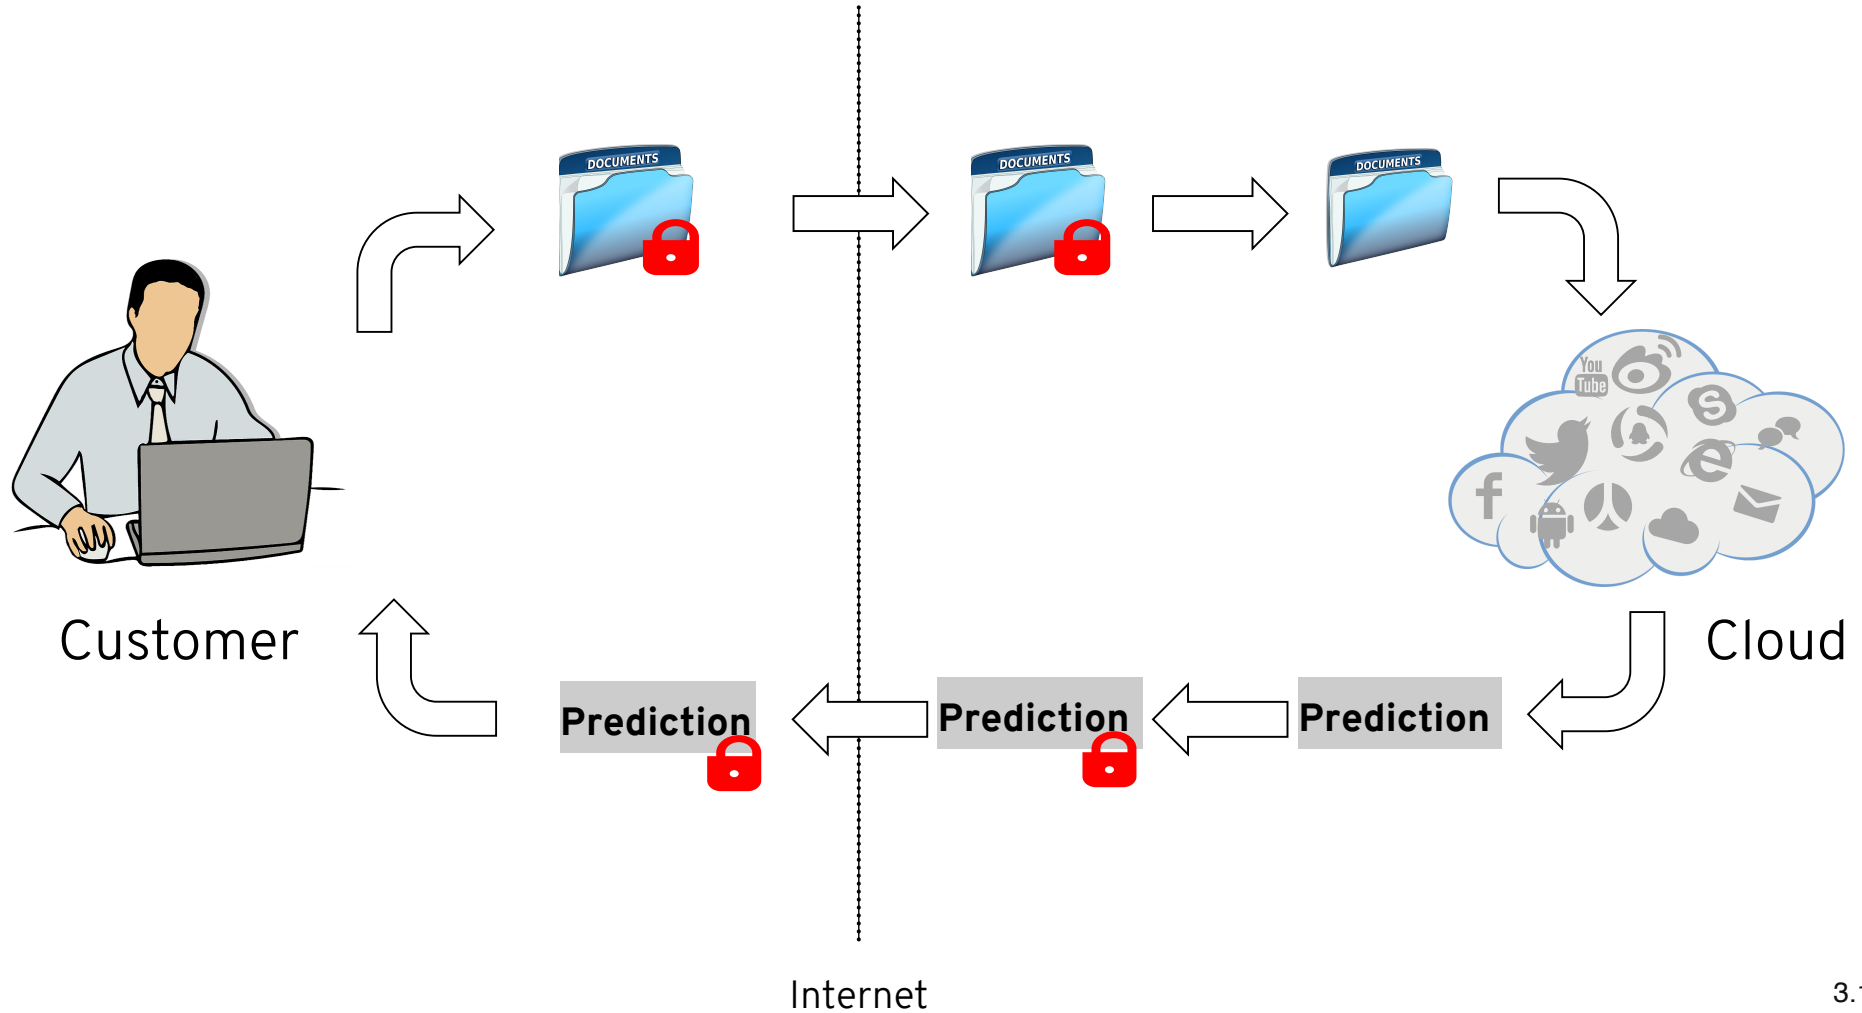 DOCUMENTS
DOCUMENTS
DOCUMENTS
You
Tube
Customer
Cloud
Prediction
Prediction
Prediction
Internet